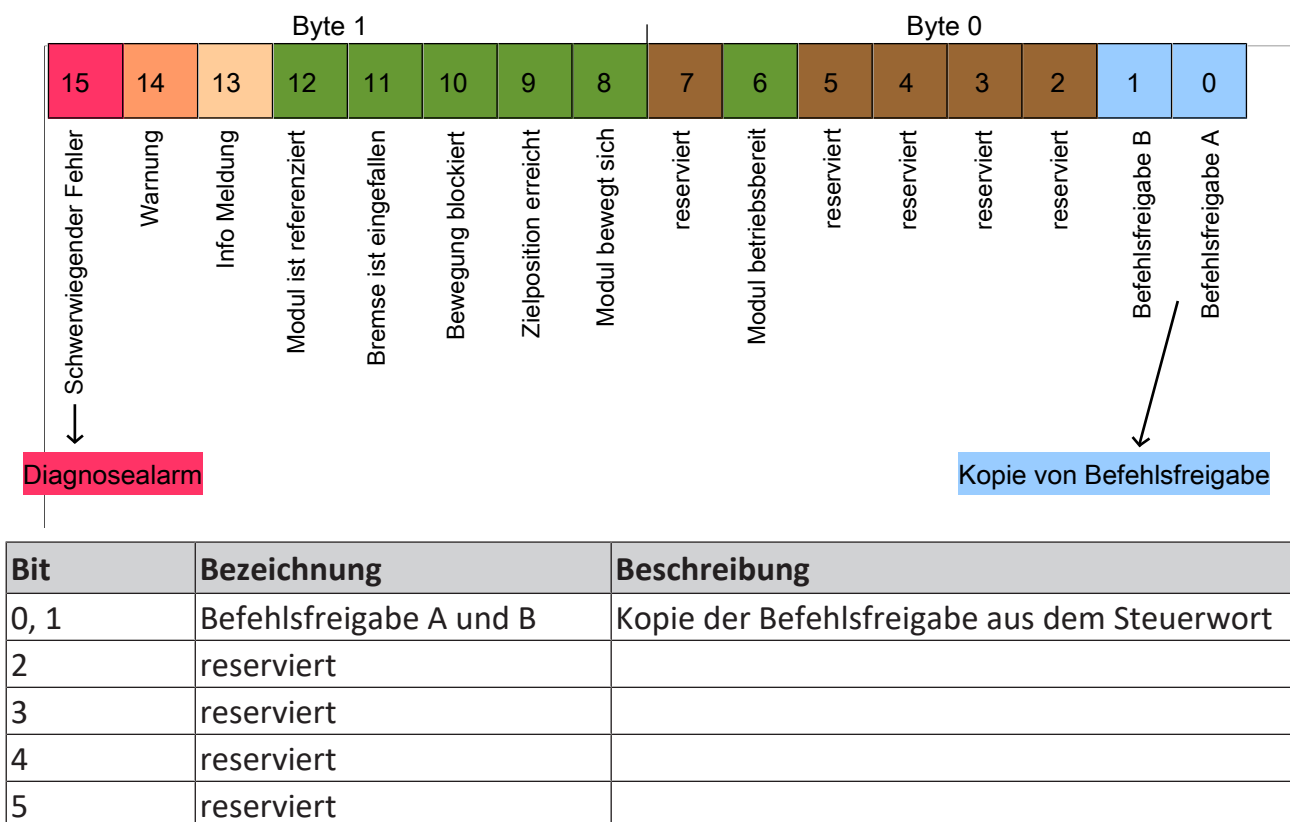 Byte 1 Byte 0
15 14 13 12 11 10 9 8 7 6 5 4 3 2 1 0
Schwerwiegender Fehler
Warnung
Info Meldung
Modul ist referenziert
Bremse ist eingefallen
Bewegung blockiert
Zielposition erreicht
Modul bewegt sich
reserviert
Modul betriebsbereit
reserviert
reserviert
reserviert
reserviert
Befehlsfreigabe B
Befehlsfreigabe A
Diagnosealarm
Kopie von Befehlsfreigabe
Bit Bezeichnung Beschreibung
0, 1 Befehlsfreigabe A und B Kopie der Befehlsfreigabe aus dem Steuerwort
2 reserviert
3 reserviert
4 reserviert
5 reserviert